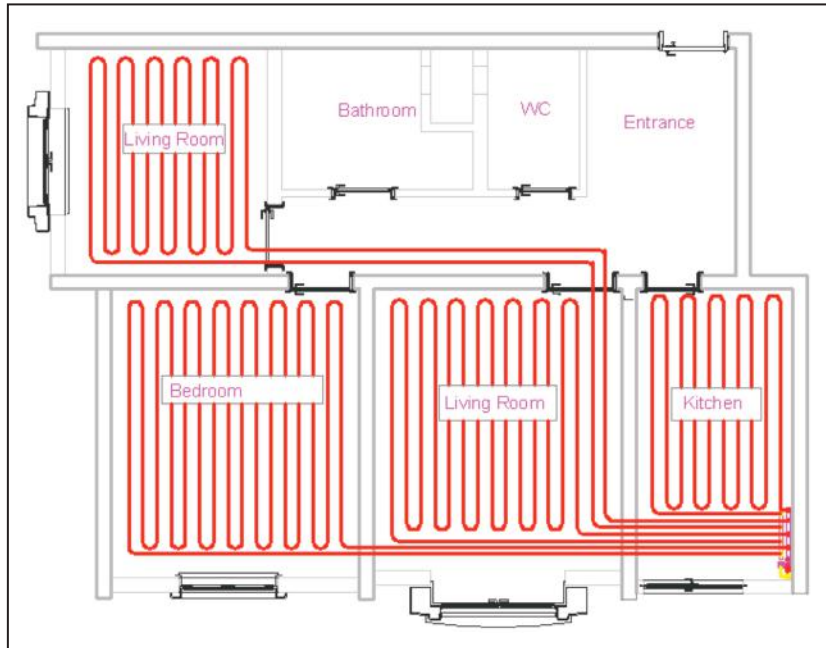 Living Room
Bathroom
WC
Entrance
Bedroom
Living Room
Kitchen